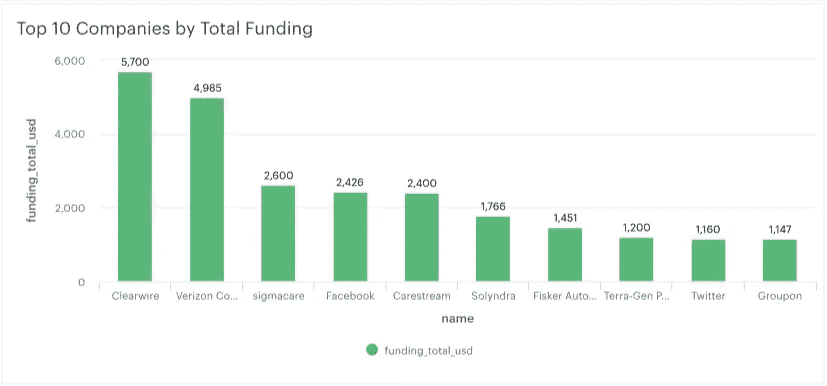 Top 10 Companies by Total Funding
funding_total_usd
6,000
4,000
2,000
0
5,700
4,985
2,600
2,426
2,400
1,766
1,451
1,200
1,160
1,147
Clearwire
Verizon Co...
sigmacare
Facebook
Carestream
Solyndra
Fisker Auto...
Terra-Gen P...
Twitter
Groupon
name
funding_total_usd